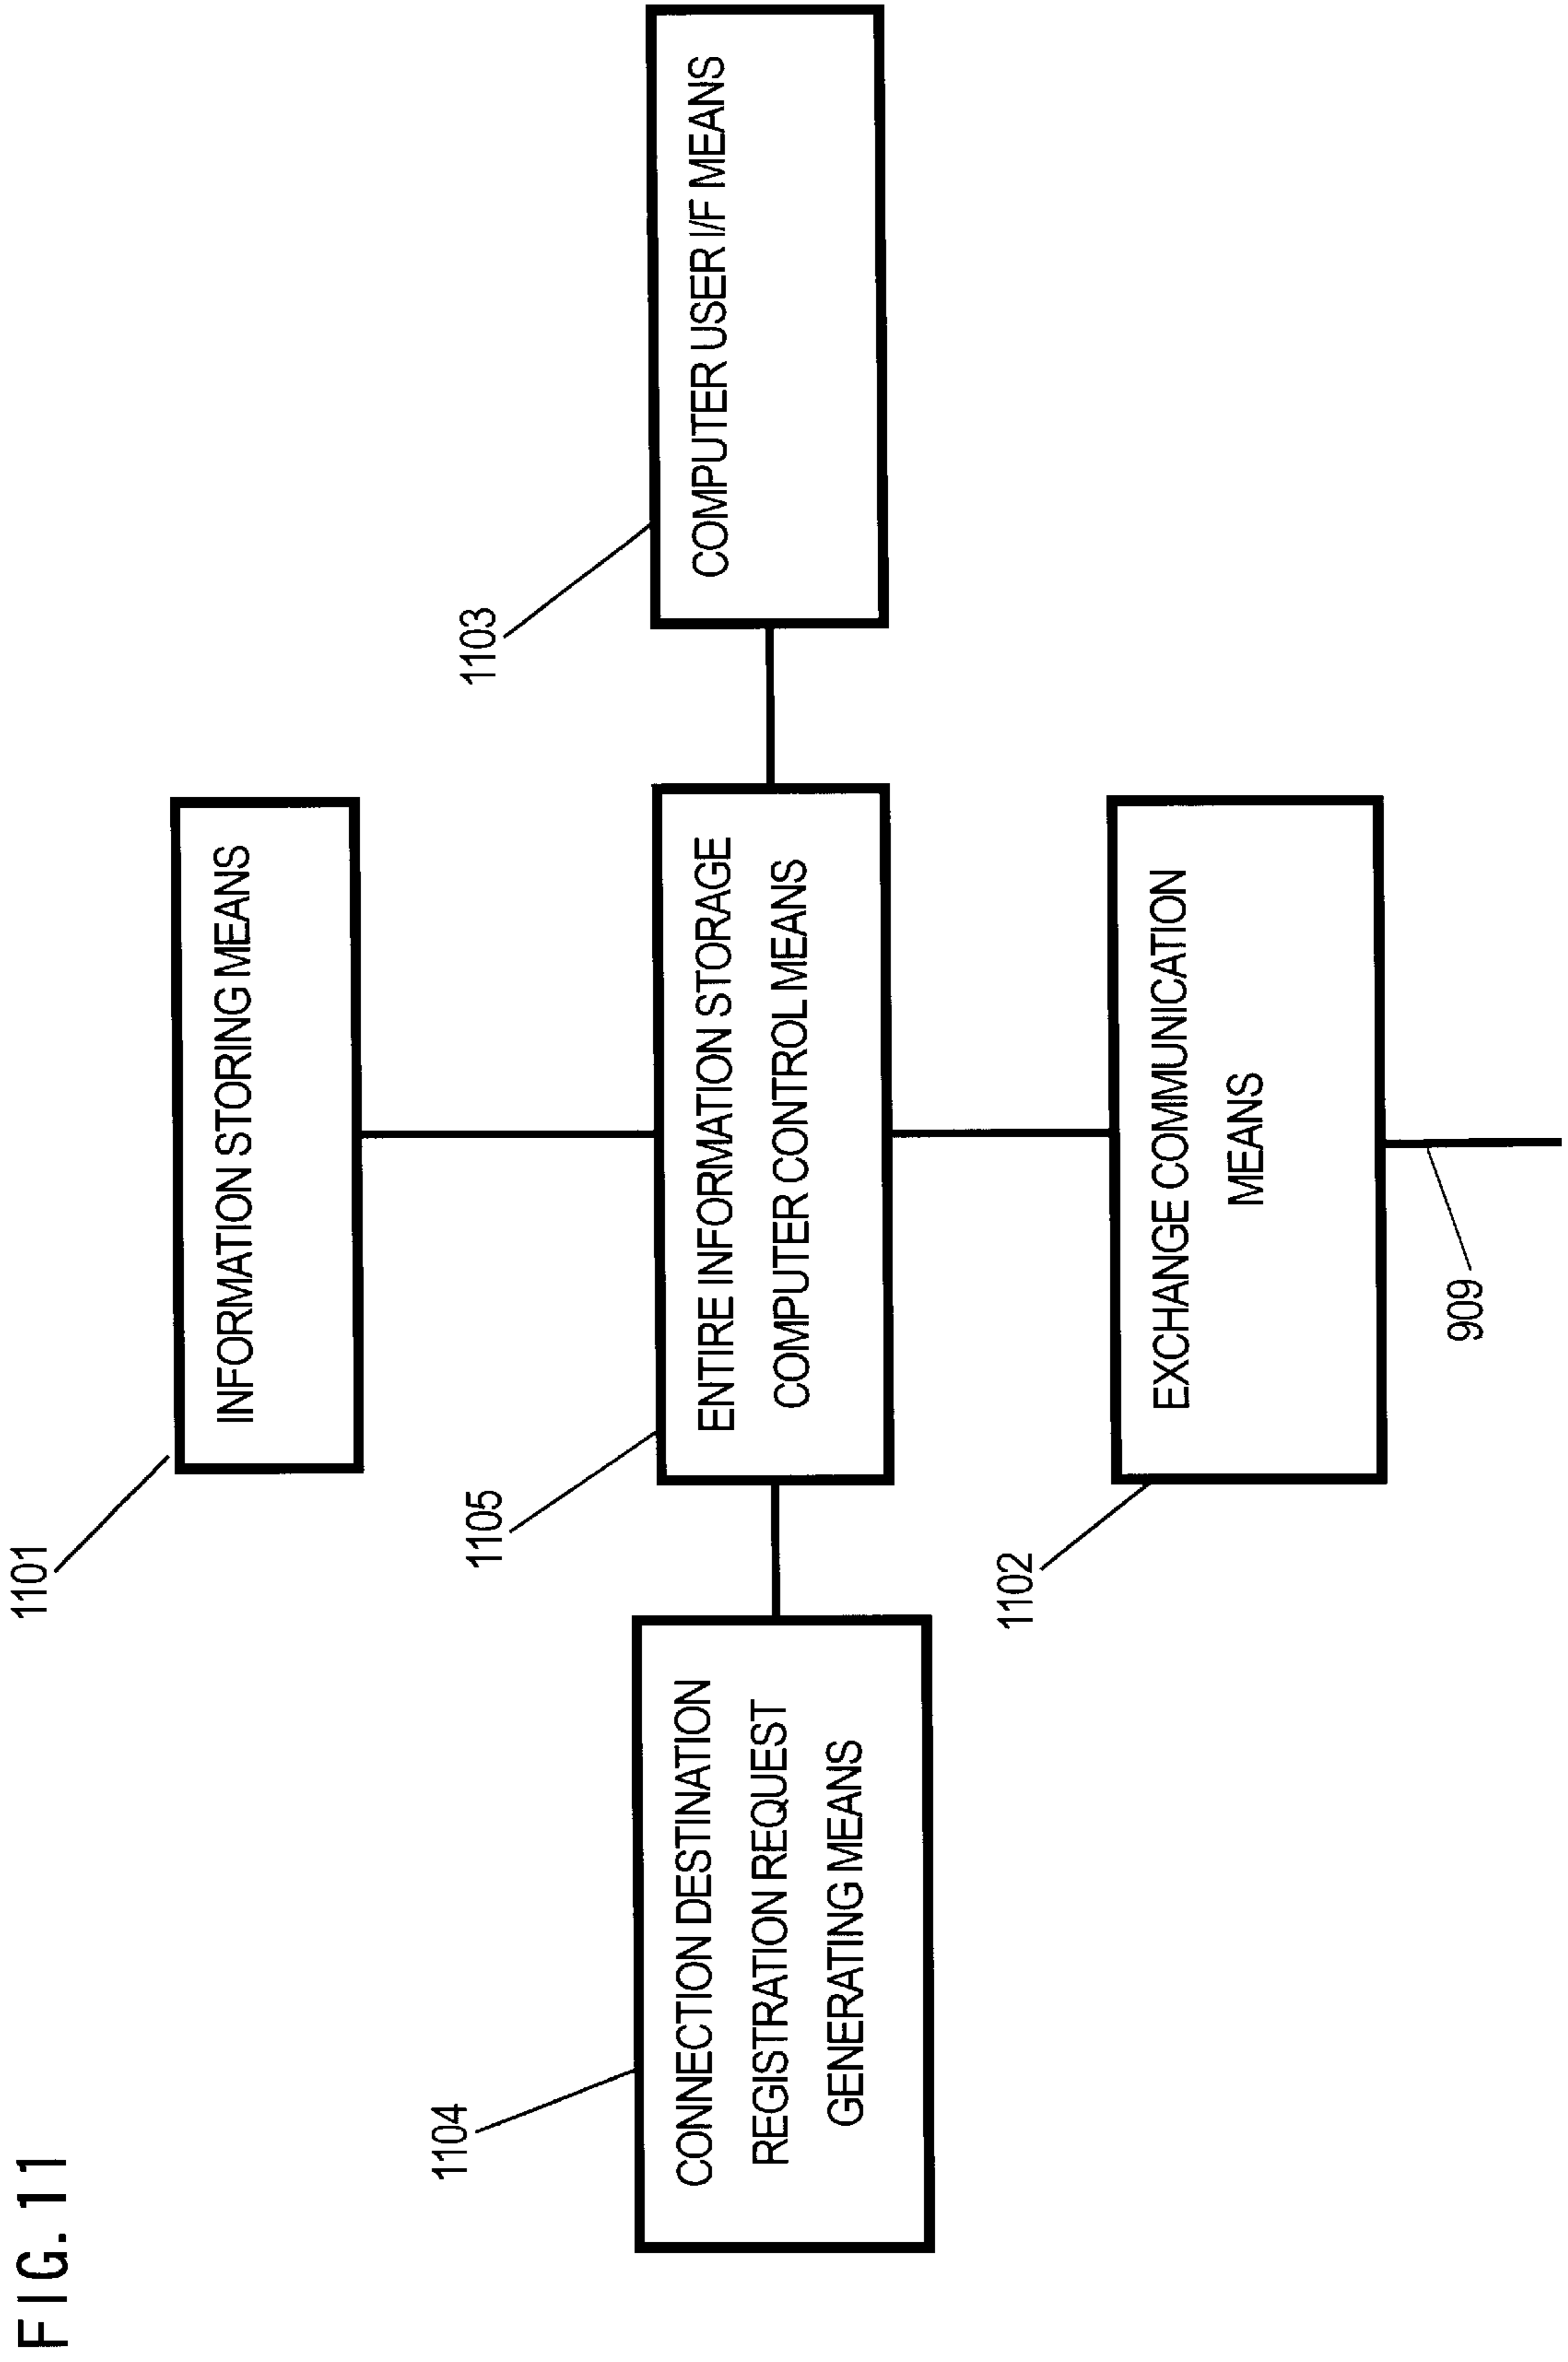 FIG. 11
1101
INFORMATION STORING MEANS
1104
CONNECTION DESTINATION
REGISTRATION REQUEST
GENERATING MEANS
1105
ENTIRE INFORMATION STORAGE
COMPUTER CONTROL MEANS
1103
COMPUTER USER I/F MEANS
1102
EXCHANGE COMMUNICATION
MEANS
909